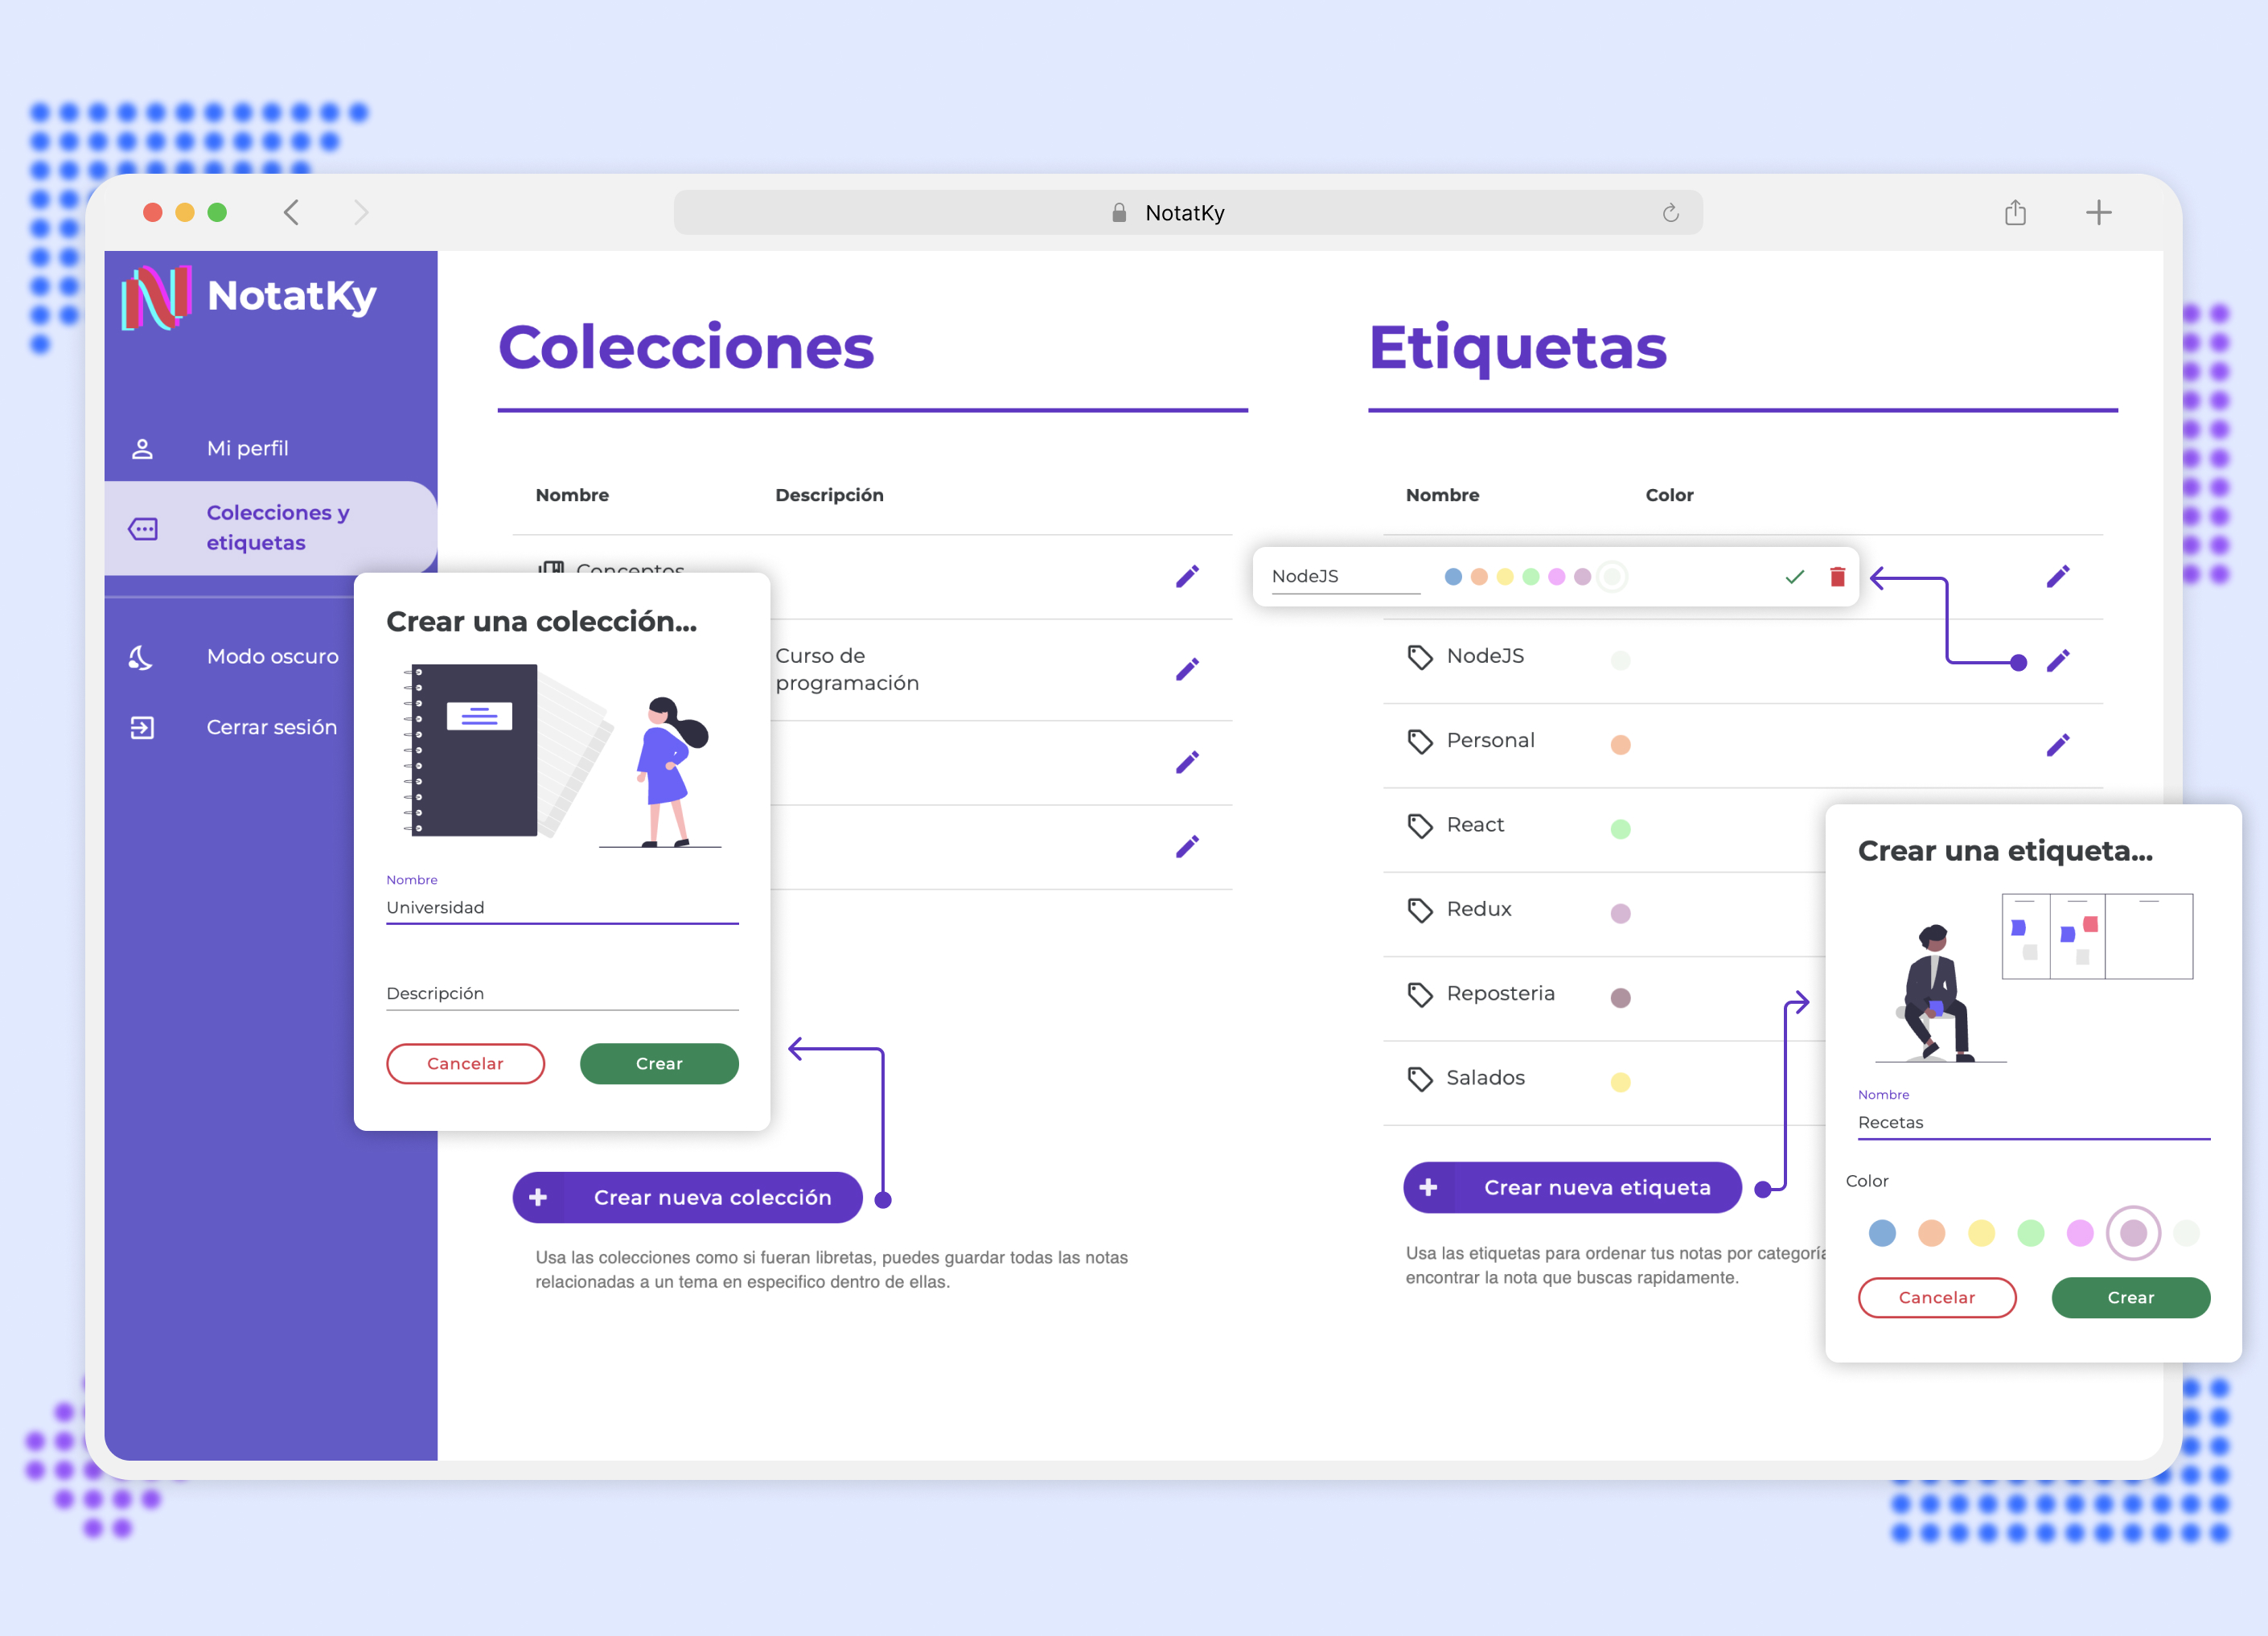 NotatKy
NotatKy
Mi perfil
Colecciones y
etiquetas
Modo oscuro
Cerrar sesión
Colecciones
Nombre
Descripción
Conceptos
Curso de
programación
Crear una colección...
Nombre
Universidad
Descripción
Cancelar
Crear
Crear nueva colección
Usa las colecciones como si fueran libretas, puedes guardar todas las notas
relacionadas a un tema en especifico dentro de ellas.
Etiquetas
Nombre
Color
NodeJS
NodeJS
Personal
React
Redux
Reposteria
Salados
Crear nueva etiqueta
Usa las etiquetas para ordenar tus notas por categoría
encontrar la nota que buscas rapidamente.
Crear una etiqueta...
Nombre
Recetas
Color
Cancelar
Crear